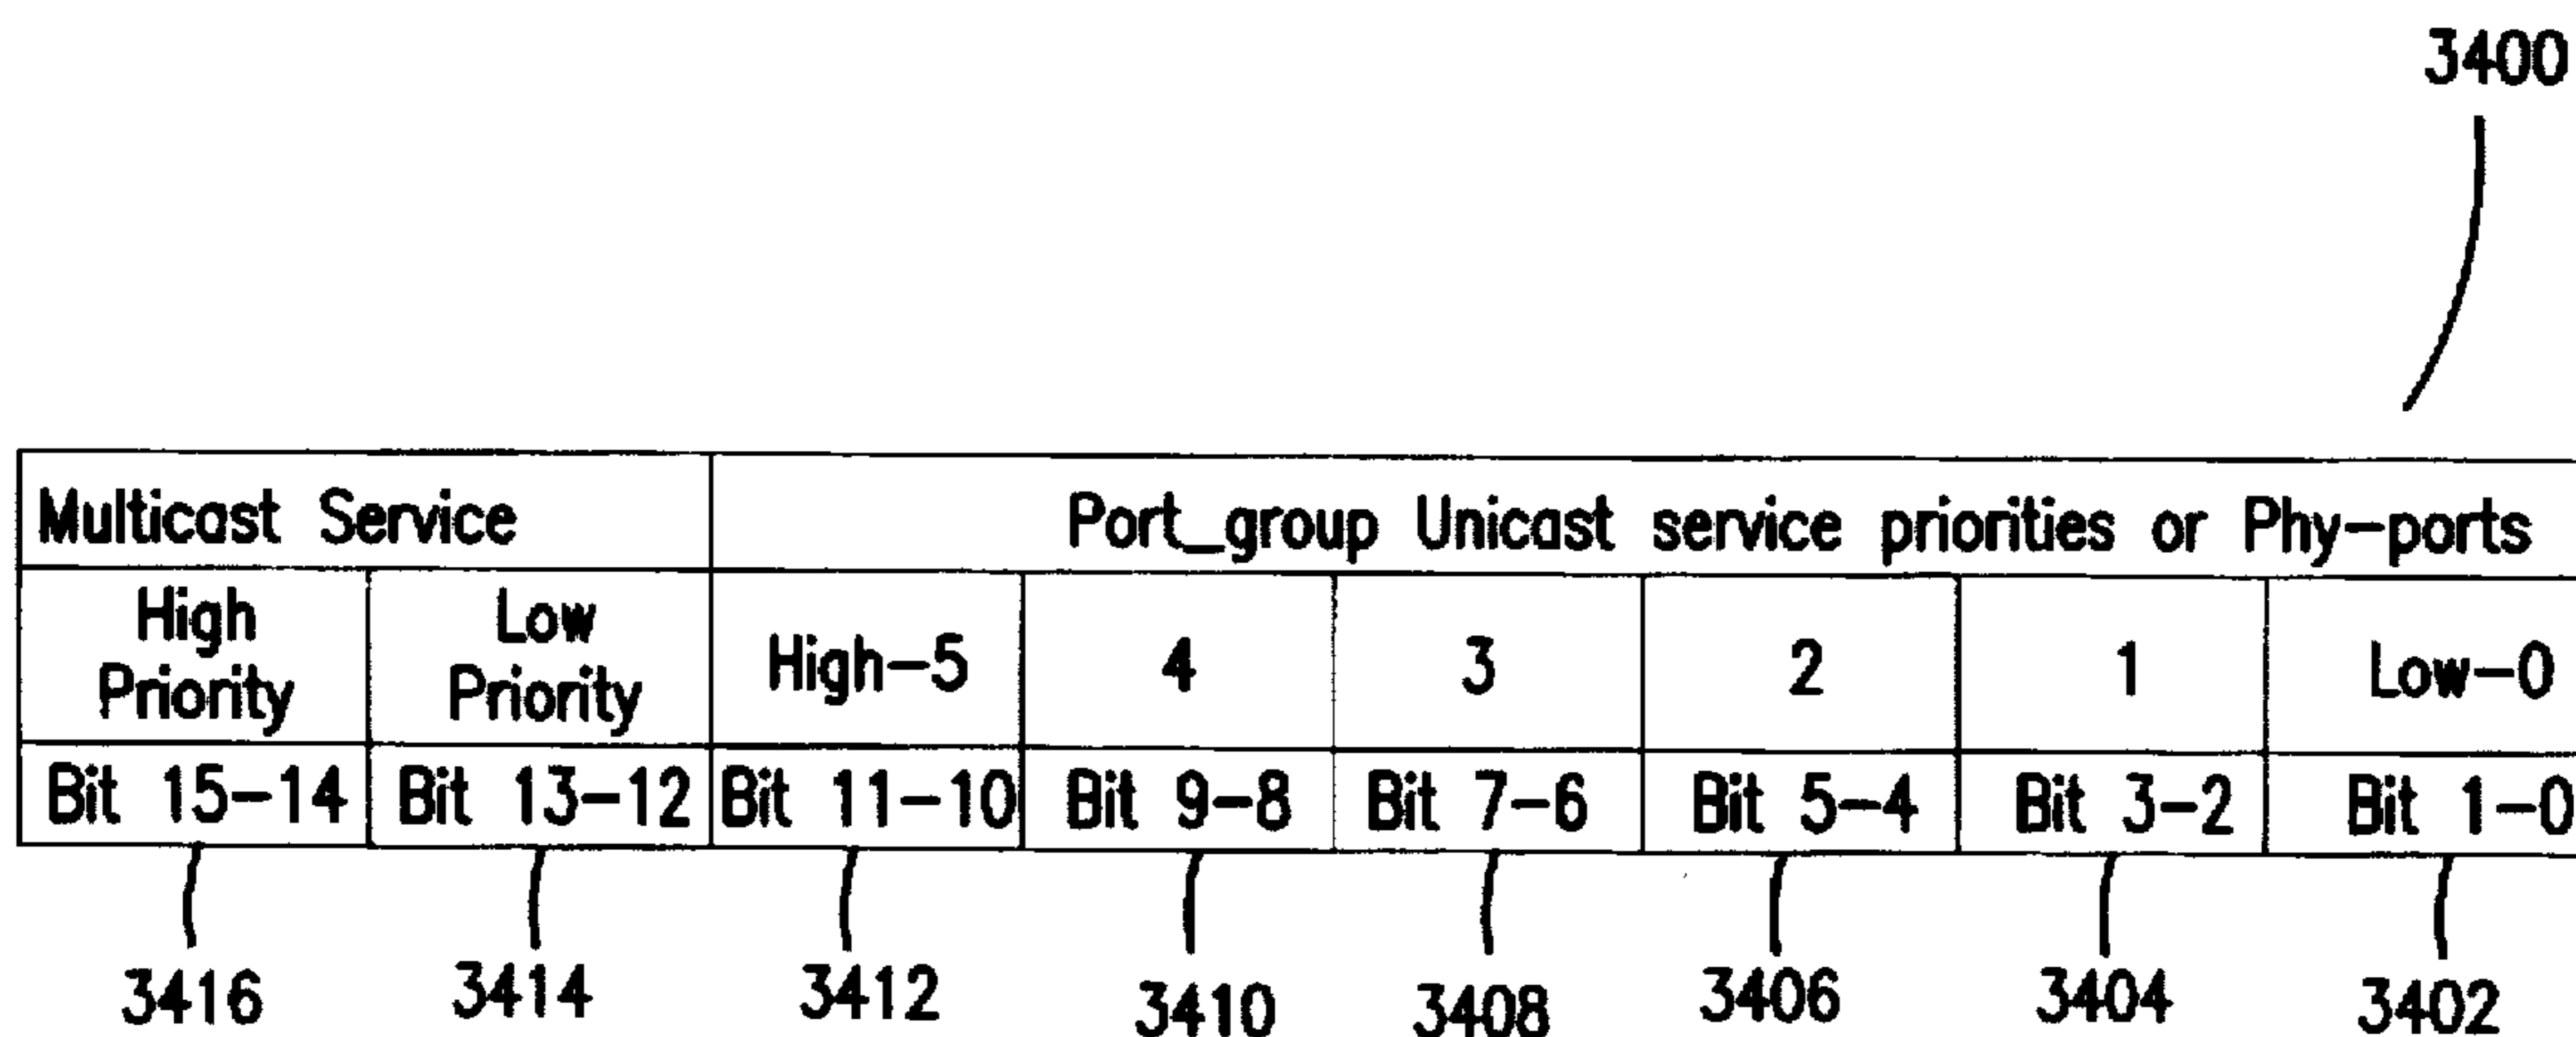 3400
Multicast Service Port_group Unicast service priorities or Phy-ports
High Priority Low Priority High-5 4 3 2 1 Low-0
Bit 15-14 Bit 13-12 Bit 11-10 Bit 9-8 Bit 7-6 Bit 5-4 Bit 3-2 Bit 1-0
3416 3414 3412 3410 3408 3406 3404 3402